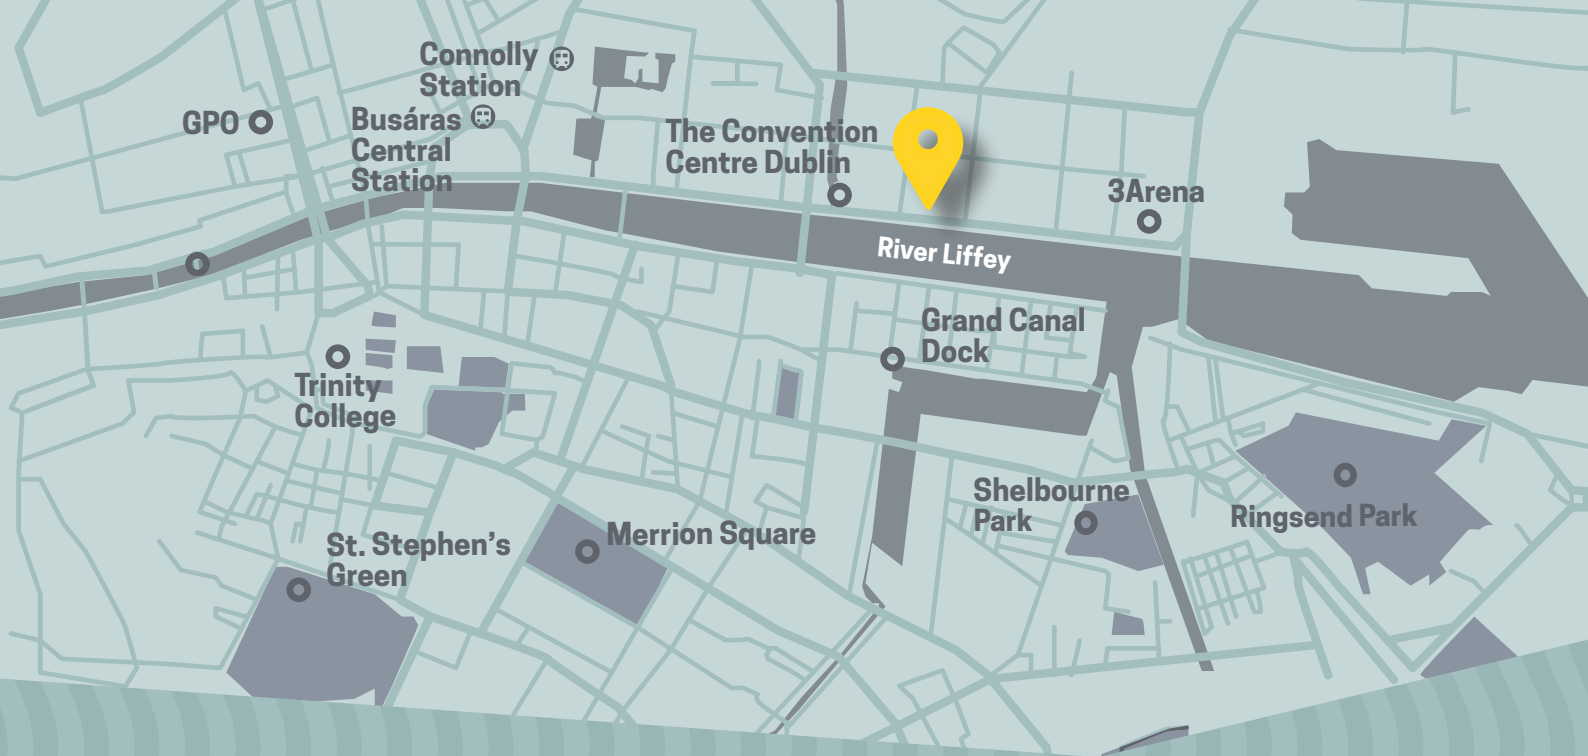 Connolly
Station
GPO
Busáras
Central
Station
The Convention
Centre Dublin
3Arena
River Liffey
Grand Canal
Dock
Trinity
College
Shelbourne
Park
Ringsend Park
St. Stephen’s
Green
Merrion Square